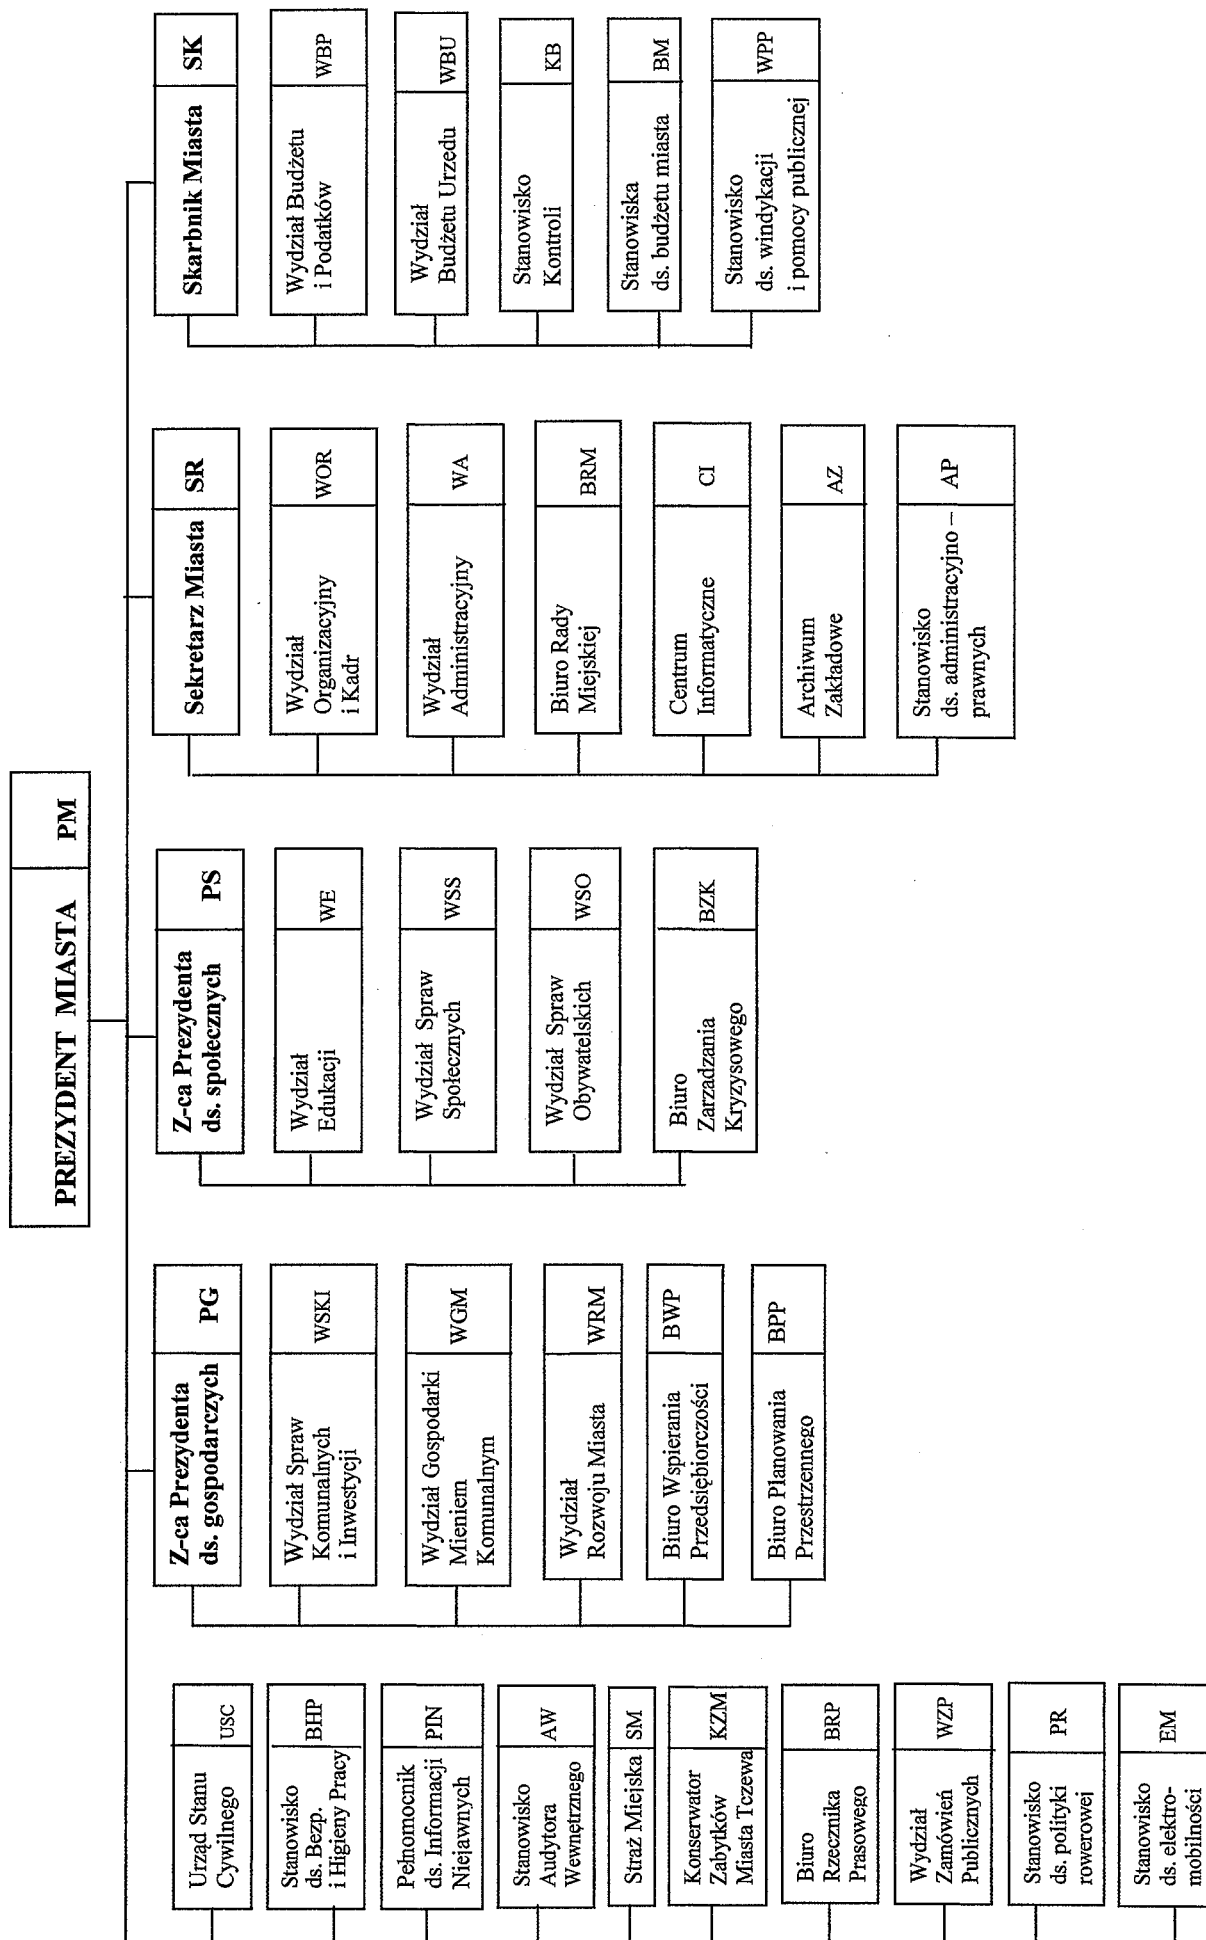 PREZYDENT MIASTA PM
Urząd Stanu
Cywilnego
USC
Stanowisko
ds. Bezp.
i Higieny Pracy
BHP
Pełnomocnik
ds. Informacji
Niejawnych
PIN
Stanowisko
Audytora
Wewnętrznego
AW
Straż Miejska SM
Konserwator
Zabytków
Miasta Tczewa
KZM
Biuro
Rzecznika
Prasowego
BRP
Wydział
Zamówień
Publicznych
WZP
Stanowisko
ds. polityki
rowerowej
PR
Stanowisko
ds. elektro-
mobilności
EM
Z-ca Prezydenta
ds. gospodarczych
PG
Wydział Spraw
Komunalnych
i Inwestycji
WSKI
Wydział Gospodarki
Mieniem
Komunalnym
WGM
Wydział
Rozwoju Miasta
WRM
Biuro Wspierania
Przedsiębiorczości
BWP
Biuro Planowania
Przestrzennego
BPP
Z-ca Prezydenta
ds. społecznych
PS
Wydział
Edukacji
WE
Wydział Spraw
Społecznych
WSS
Wydział Spraw
Obywatelskich
WSO
Biuro
Zarzadzania
Kryzysowego
BZK
Sekretarz Miasta SR
Wydział
Organizacyjny
i Kadr
WOR
Wydział
Administracyjny
WA
Biuro Rady
Miejskiej
BRM
Centrum
Informatyczne
CI
Archiwum
Zakładowe
AZ
Stanowisko
ds. administracyjno –
prawnych
AP
Skarbnik Miasta SK
Wydział Budżetu
i Podatków
WBP
Wydział
Budżetu Urzedu
WBU
Stanowisko
Kontroli
KB
Stanowiska
ds. budżetu miasta
BM
Stanowisko
ds. windykacji
i pomocy publicznej
WPP